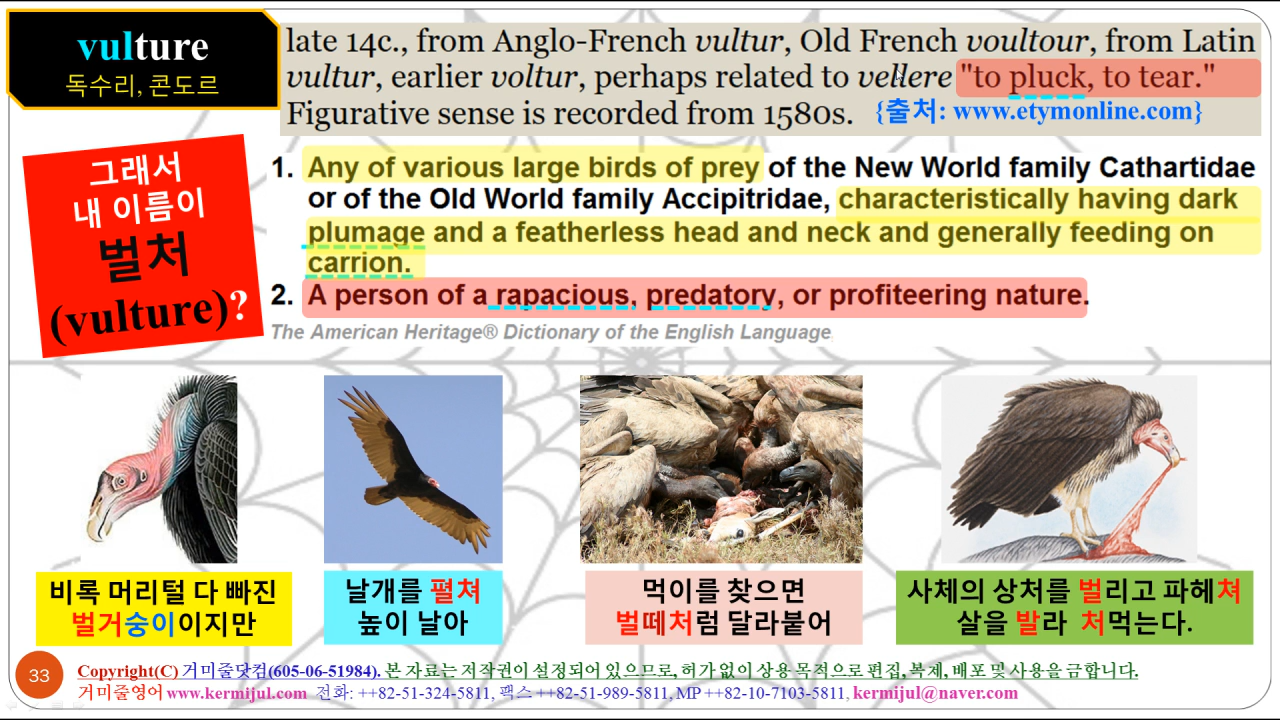 vulture
독수리, 콘도르
late 14c., from Anglo-French vultur, Old French voultour, from Latin
vultur, earlier voltur, perhaps related to vellere "to pluck, to tear."
Figurative sense is recorded from 1580s. {출처: www.etymonline.com}
그래서
내 이름이
벌처
(vulture)?
1. Any of various large birds of prey of the New World family Cathartidae
or of the Old World family Accipitridae, characteristically having dark
plumage and a featherless head and neck and generally feeding on
carrion.
2. A person of a rapacious, predatory, or profiteering nature.
The American Heritage® Dictionary of the English Language
비록 머리털 다 빠진
벌거숭이이지만
날개를 펼쳐
높이 날아
먹이를 찾으면
벌떼처럼 달라붙어
사체의 상처를 벌리고 파헤쳐
살을 발라 처먹는다.
33
Copyright(C) 거미줄닷컴(605-06-51984). 본 자료는 저작권이 설정되어 있으므로, 허가 없이 상용 목적으로 편집, 복제, 배포 및 사용을 금합니다.
거미줄영어 www.kermijul.com 전화: ++82-51-324-5811, 팩스 ++82-51-989-5811, MP ++82-10-7103-5811, kermijul@naver.com